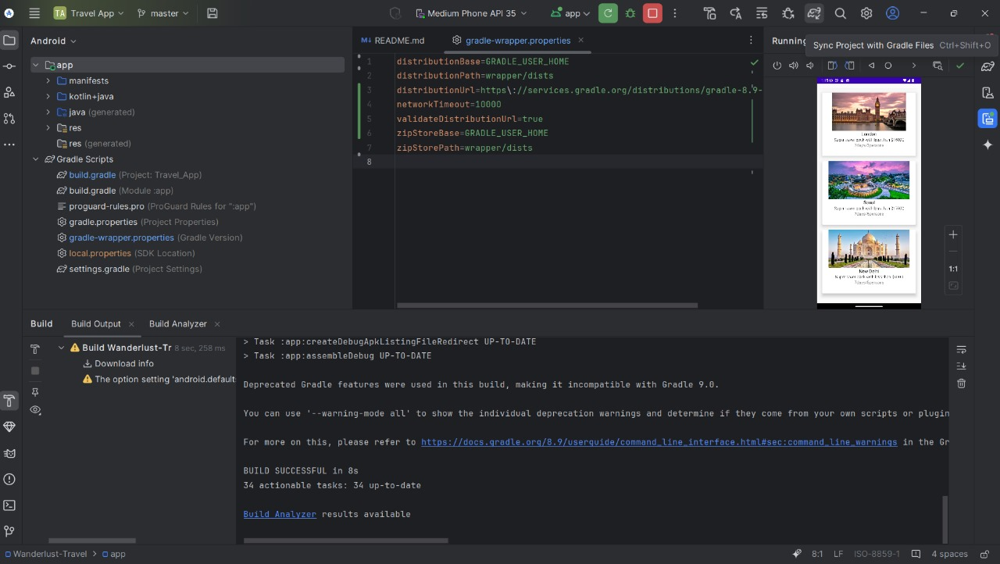 TA Travel App
master
Medium Phone API 35
app
Android
README.md
gradle-wrapper.properties
Running
Sync Project with Gradle Files Ctrl+Shift+O
app
manifests
kotlin+java
java (generated)
res
res (generated)
Gradle Scripts
build.gradle (Project: Travel_App)
build.gradle (Module :app)
proguard-rules.pro (ProGuard Rules for ":app")
gradle.properties (Project Properties)
gradle-wrapper.properties (Gradle Version)
local.properties (SDK Location)
settings.gradle (Project Settings)
1 distributionBase=GRADLE_USER_HOME
2 distributionPath=wrapper/dists
3 distributionUrl=https\://services.gradle.org/distributions/gradle-8.9-
4 networkTimeout=10000
5 validateDistributionUrl=true
6 zipStoreBase=GRADLE_USER_HOME
7 zipStorePath=wrapper/dists
8
London
Seoul
New Delhi
1:1
Build
Build Output
Build Analyzer
Build Wanderlust-Tr 8 sec, 258 ms
Download info
The option setting 'android.default
> Task :app:createDebugApkListingFileRedirect UP-TO-DATE
> Task :app:assembleDebug UP-TO-DATE
Deprecated Gradle features were used in this build, making it incompatible with Gradle 9.0.
You can use '--warning-mode all' to show the individual deprecation warnings and determine if they come from your own scripts or plugin
For more on this, please refer to https://docs.gradle.org/8.9/userguide/command_line_interface.html#sec:command_line_warnings in the Gr
BUILD SUCCESSFUL in 8s
34 actionable tasks: 34 up-to-date
Build Analyzer results available
Wanderlust-Travel > app
8:1
LF
ISO-8859-1
4 spaces